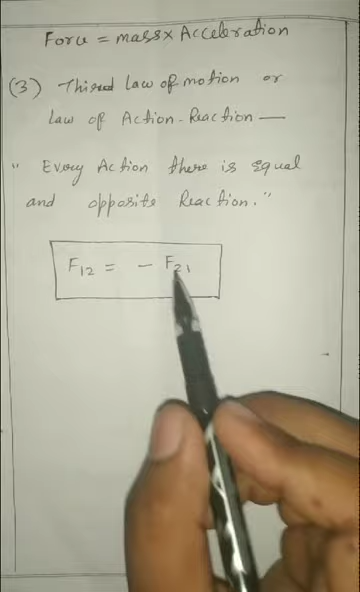 Force = mass x Acceleration
(3) Third law of motion or
law of Action-Reaction —
" Every Action there is Equal
and opposite Reaction."
F12 = - F21